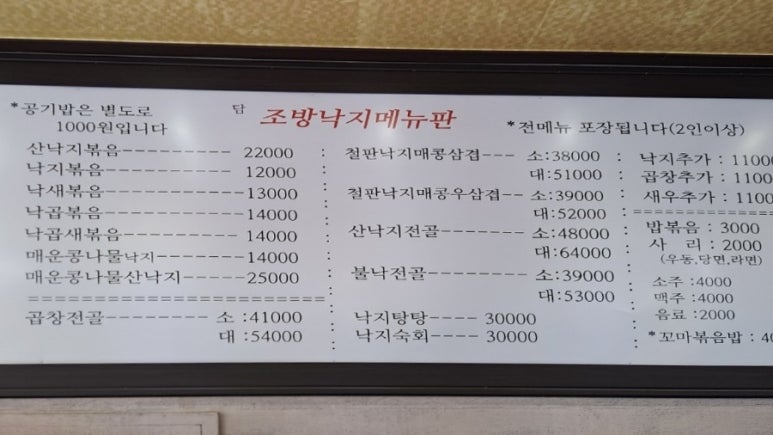 *공기밥은 별도로
1000원입니다
담
조방낙지메뉴판
*전메뉴 포장됩니다(2인이상)
산낙지볶음----------- 22000
낙지볶음------------- 12000
낙새볶음------------- 13000
낙곱볶음------------- 14000
낙곱새볶음----------- 14000
매운콩나물낙지------- 14000
매운콩나물산낙지----- 25000
========================
곱창전골--------- 소 :41000
대 :54000
철판낙지매콩삼겹--- 소:38000
대:51000
철판낙지매콩우삼겹-- 소:39000
대:52000
산낙지전골-------- 소:48000
대:64000
불낙전골--------- 소:39000
대:53000
낙지탕탕---- 30000
낙지숙회---- 30000
낙지추가 : 11000
곱창추가 : 1100
새우추가 : 1100
===============
밥볶음 : 3000
사 리 : 2000
(우동,당면,라면)
소주 :4000
맥주 :4000
음료 :2000
*꼬마볶음밥 : 40